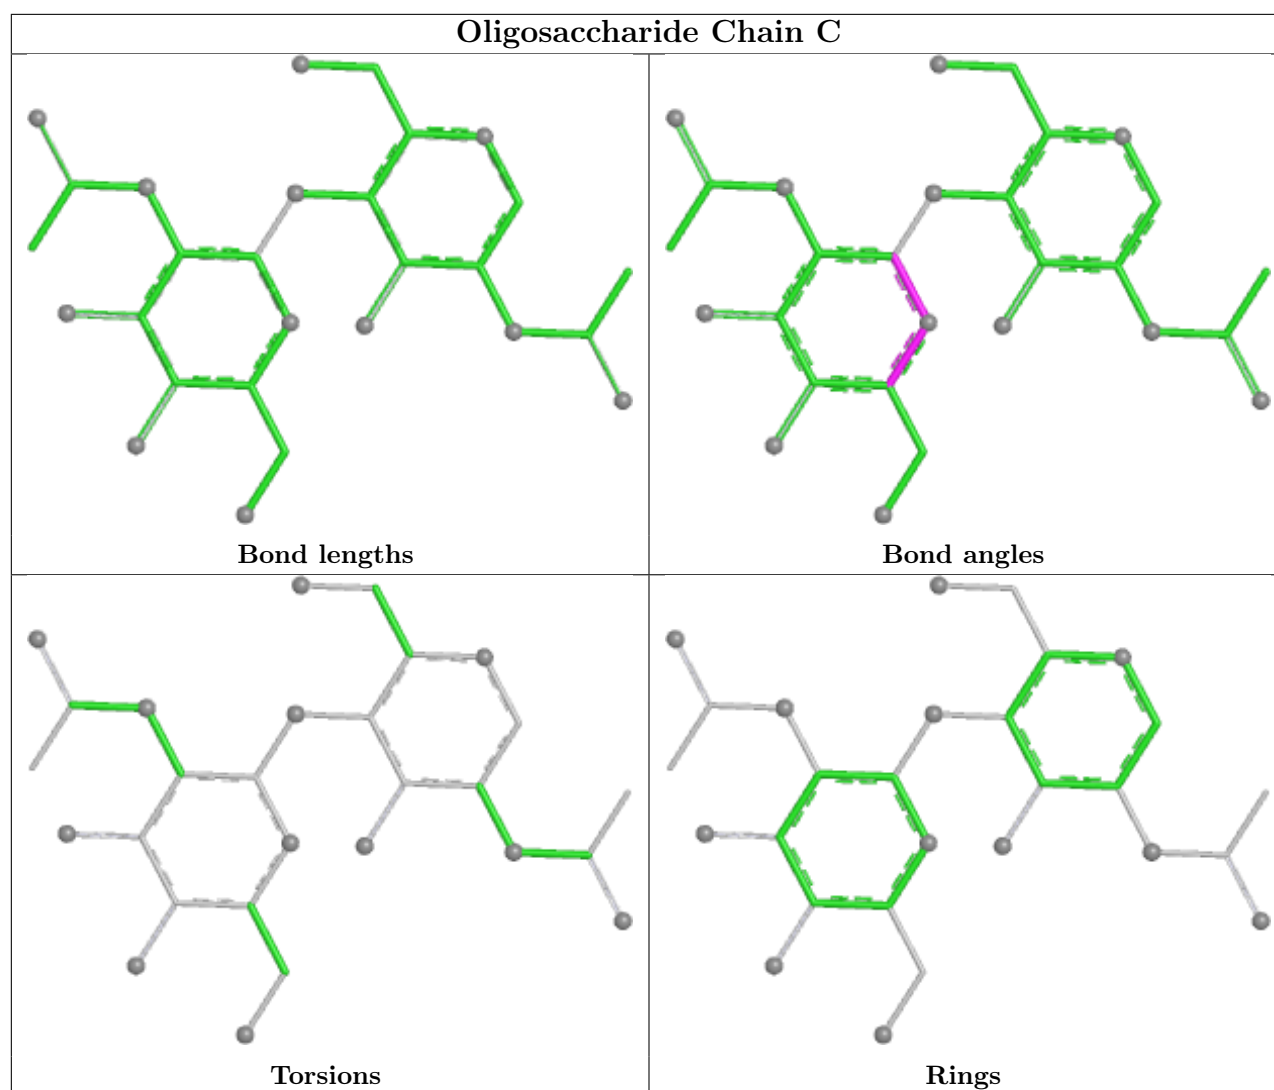 Oligosaccharide Chain C
Bond lengths
Bond angles
Torsions
Rings